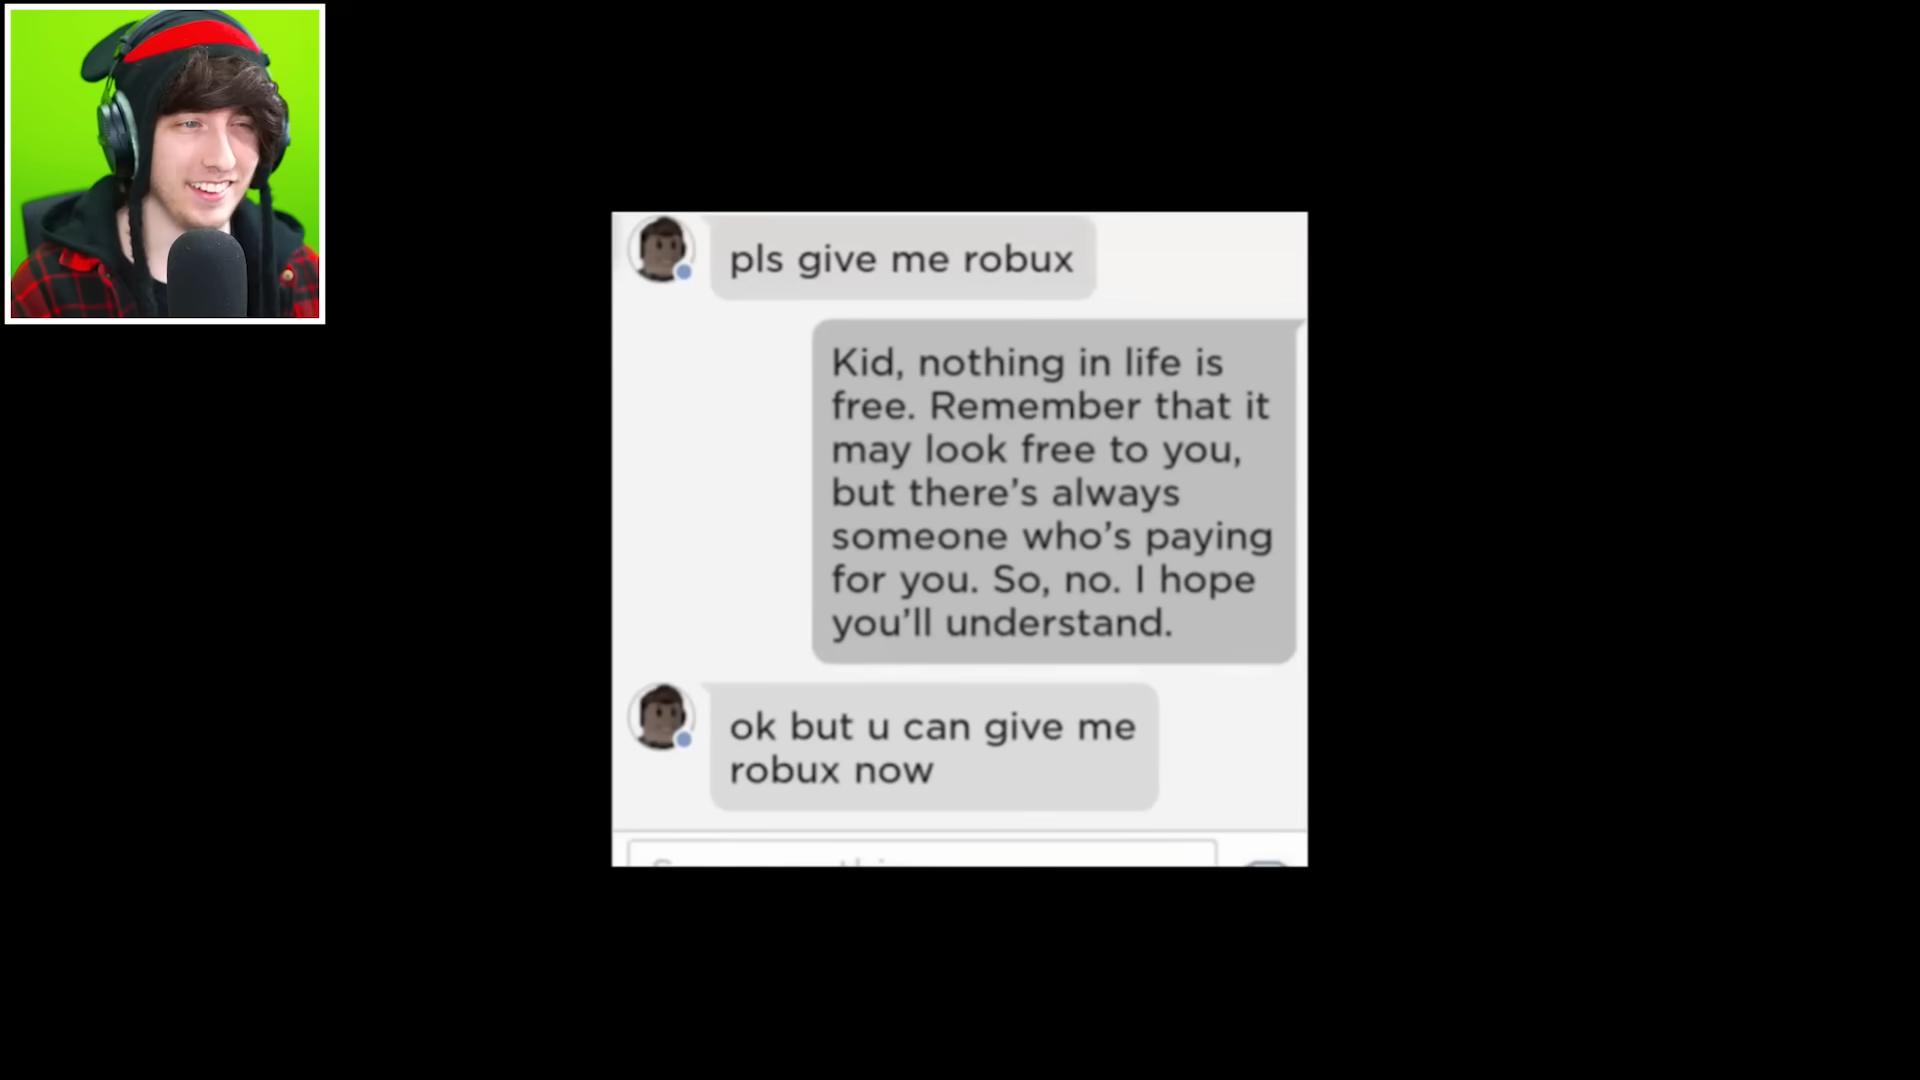 pls give me robux
Kid, nothing in life is
free. Remember that it
may look free to you,
but there's always
someone who's paying
for you. So, no. I hope
you'll understand.
ok but u can give me
robux now